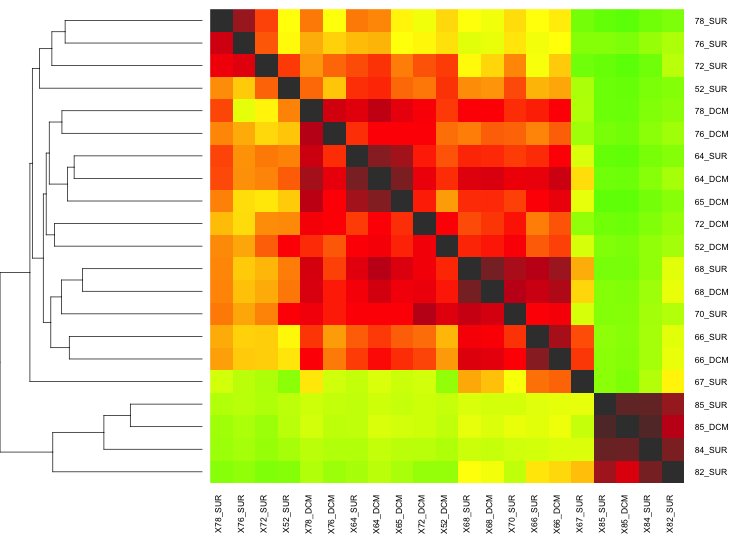 78_SUR
76_SUR
72_SUR
52_SUR
78_DCM
76_DCM
64_SUR
64_DCM
65_DCM
72_DCM
52_DCM
68_SUR
68_DCM
70_SUR
66_SUR
66_DCM
67_SUR
85_SUR
85_DCM
84_SUR
82_SUR
X78_SUR
X76_SUR
X72_SUR
X52_SUR
X78_DCM
X76_DCM
X64_SUR
X64_DCM
X65_DCM
X72_DCM
X52_DCM
X68_SUR
X68_DCM
X70_SUR
X66_SUR
X66_DCM
X67_SUR
X85_SUR
X85_DCM
X84_SUR
X82_SUR